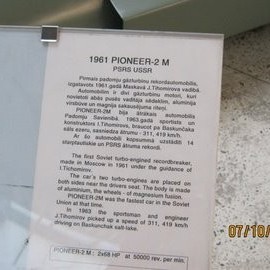 1961 PIONEER-2 M
PSRS USSR
Pirmais padomju gāzturbīnu rekordautomobilis,
izgatavots 1961.gadā Maskavā J.Tihomirova vadībā.
Automobilim ir divi gāzturbīnu motori, kuri
novietoti abās pusēs vadītāja sēdeklim, alumīnija
virsbūve un magnija sakausējuma riteņi.
PIONEER-2M bija ātrākais automobilis
Padomju Savienībā. 1963.gadā sportists un
konstruktors I.Tihomirovs, braucot pa Baskunčaka
sāls ezeru, sasniedza ātrumu - 311, 419 km/h.
Ar šo automobili kopsummā uzstādīti 14
starptautiskie un PSRS ātruma rekordi.
The first Soviet turbo-engined recordbreaker,
made in Moscow in 1961 under the guidance of
I.Tichomirov.
The car's two turbo-engines are placed on
both sides near the drivers seat. The body is made
of aluminium, the wheels - of magnesium fusion.
PIONEER-2M was the fastest car in the Soviet
Union at that time.
In 1963 the sportsman and engineer
J.Tichomirov picked up a speed of 311, 419 km/h
driving on Baskunchak salt-lake.
PIONEER-2 M : 2x68 HP at 50000 rev. per min.
07/10/